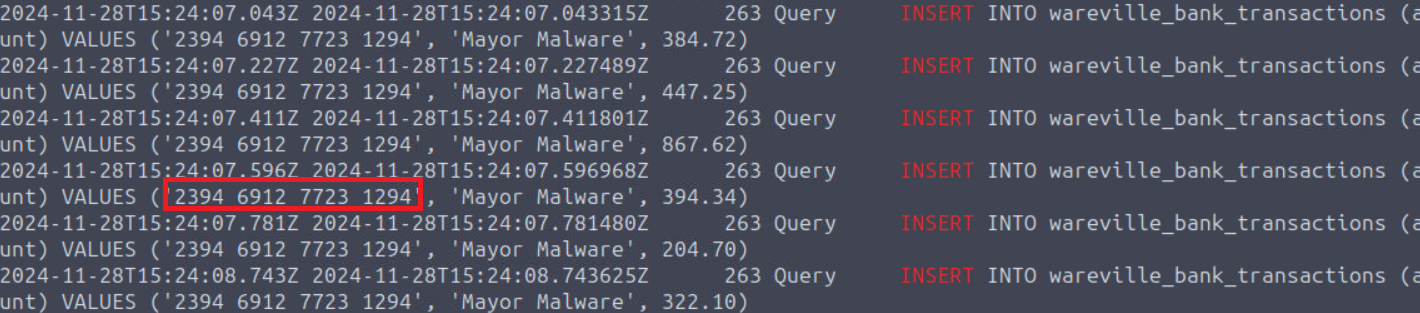 2024-11-28T15:24:07.043Z 2024-11-28T15:24:07.043315Z 263 Query INSERT INTO wareville_bank_transactions (a
unt) VALUES ('2394 6912 7723 1294', 'Mayor Malware', 384.72)
2024-11-28T15:24:07.227Z 2024-11-28T15:24:07.227489Z 263 Query INSERT INTO wareville_bank_transactions (a
unt) VALUES ('2394 6912 7723 1294', 'Mayor Malware', 447.25)
2024-11-28T15:24:07.411Z 2024-11-28T15:24:07.411801Z 263 Query INSERT INTO wareville_bank_transactions (a
unt) VALUES ('2394 6912 7723 1294', 'Mayor Malware', 867.62)
2024-11-28T15:24:07.596Z 2024-11-28T15:24:07.596968Z 263 Query INSERT INTO wareville_bank_transactions (a
unt) VALUES ('2394 6912 7723 1294', 'Mayor Malware', 394.34)
2024-11-28T15:24:07.781Z 2024-11-28T15:24:07.781480Z 263 Query INSERT INTO wareville_bank_transactions (a
unt) VALUES ('2394 6912 7723 1294', 'Mayor Malware', 204.70)
2024-11-28T15:24:08.743Z 2024-11-28T15:24:08.743625Z 263 Query INSERT INTO wareville_bank_transactions (a
unt) VALUES ('2394 6912 7723 1294', 'Mayor Malware', 322.10)